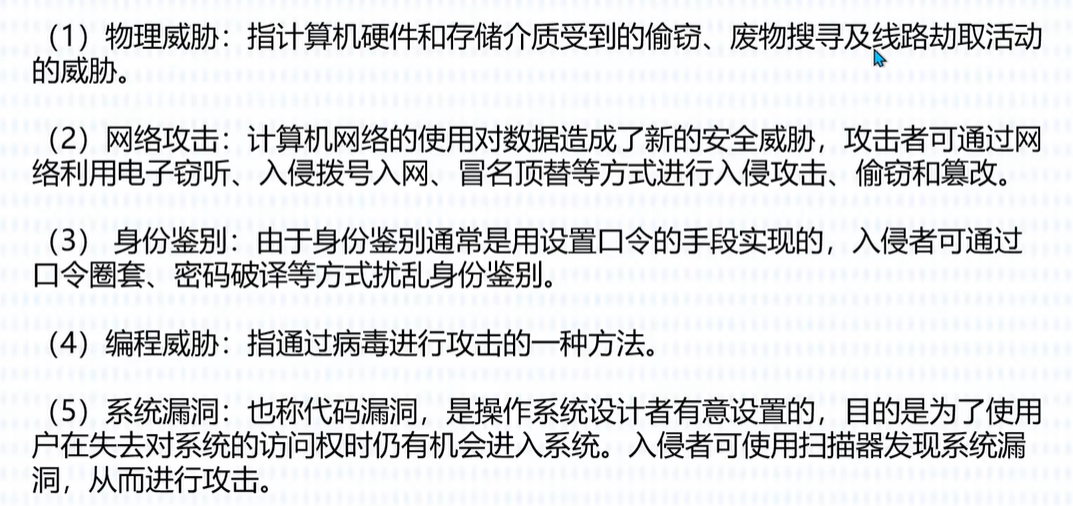 （1）物理威胁：指计算机硬件和存储介质受到的偷窃、废物搜寻及线路劫取活动
的威胁。
（2）网络攻击：计算机网络的使用对数据造成了新的安全威胁，攻击者可通过网
络利用电子窃听、入侵拨号入网、冒名顶替等方式进行入侵攻击、偷窃和篡改。
（3） 身份鉴别：由于身份鉴别通常是用设置口令的手段实现的，入侵者可通过
口令圈套、密码破译等方式扰乱身份鉴别。
（4）编程威胁：指通过病毒进行攻击的一种方法。
（5）系统漏洞：也称代码漏洞，是操作系统设计者有意设置的，目的是为了使用
户在失去对系统的访问权时仍有机会进入系统。入侵者可使用扫描器发现系统漏
洞，从而进行攻击。